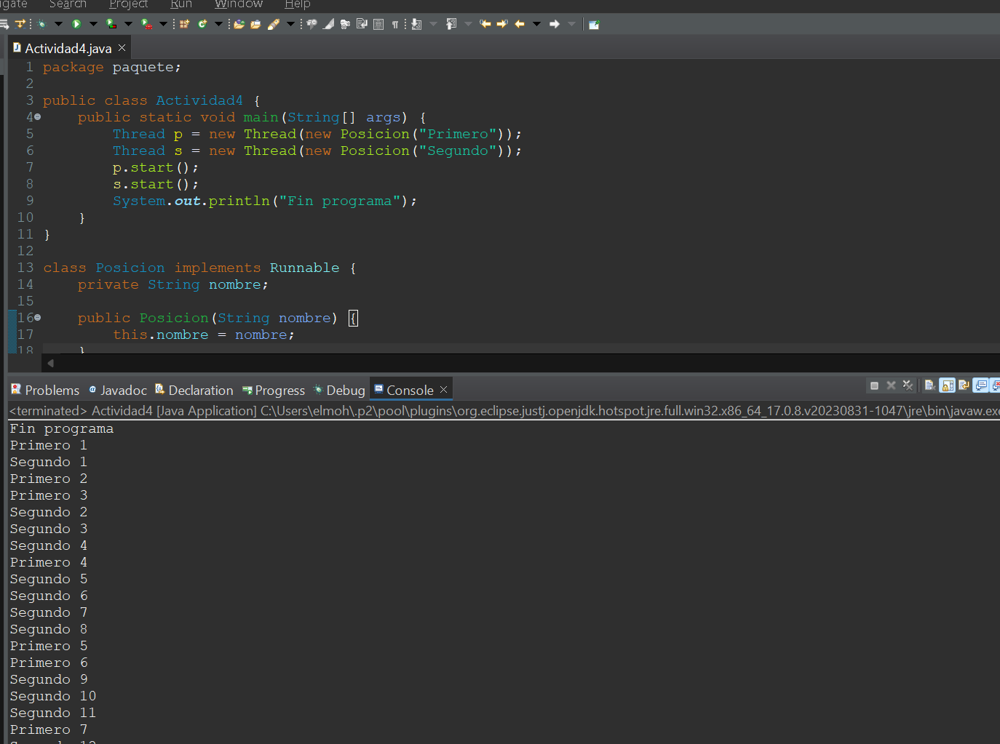 Search Project Run Window Help
Actividad4.java
1 package paquete;
2
3 public class Actividad4 {
4 public static void main(String[] args) {
5 Thread p = new Thread(new Posicion("Primero"));
6 Thread s = new Thread(new Posicion("Segundo"));
7 p.start();
8 s.start();
9 System.out.println("Fin programa");
10 }
11 }
12
13 class Posicion implements Runnable {
14 private String nombre;
15
16 public Posicion(String nombre) {
17 this.nombre = nombre;
18 }
Problems @ Javadoc Declaration Progress Debug Console
<terminated> Actividad4 [Java Application] C:\Users\elmoh\.p2\pool\plugins\org.eclipse.justj.openjdk.hotspot.jre.full.win32.x86_64_17.0.8.v20230831-1047\jre\bin\javaw.exe
Fin programa
Primero 1
Segundo 1
Primero 2
Primero 3
Segundo 2
Segundo 3
Segundo 4
Primero 4
Segundo 5
Segundo 6
Segundo 7
Segundo 8
Primero 5
Primero 6
Segundo 9
Segundo 10
Segundo 11
Primero 7